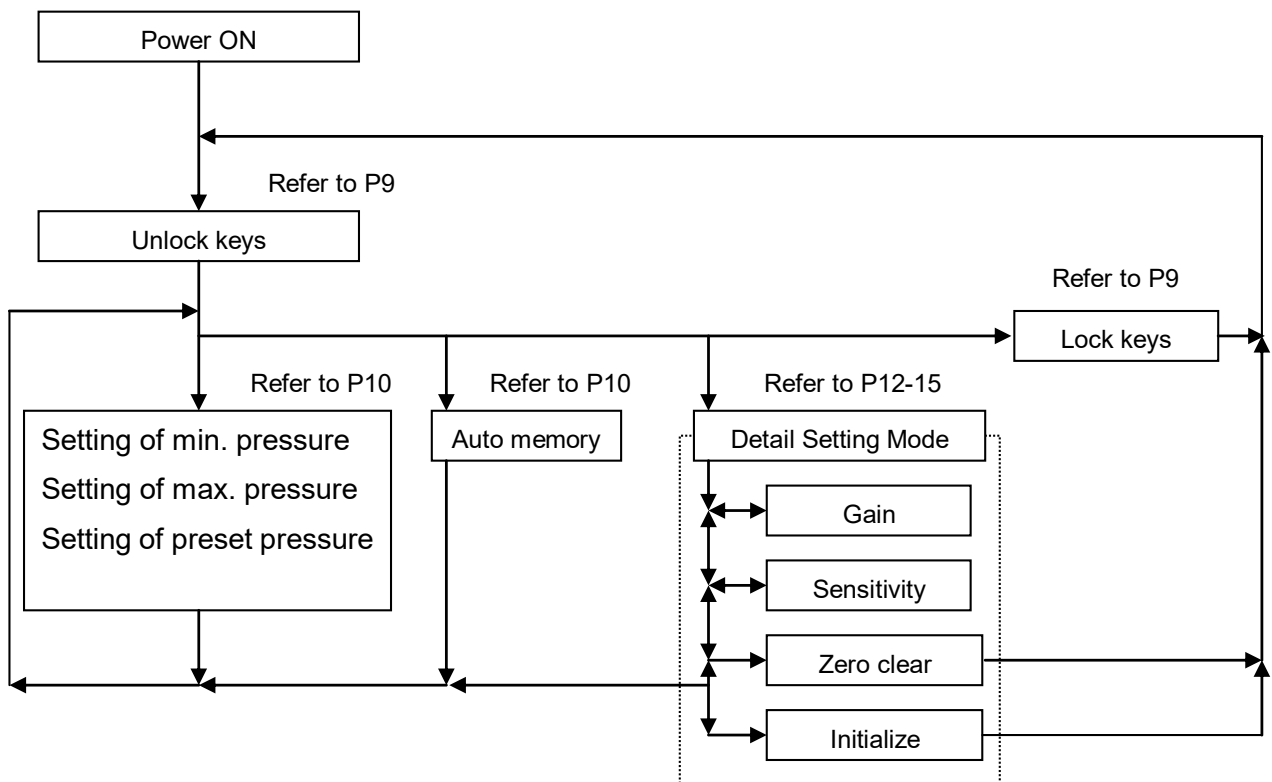 Power ON
Refer to P9
Unlock keys
Refer to P9
Lock keys
Refer to P10
Refer to P10
Refer to P12-15
Setting of min. pressure
Setting of max. pressure
Setting of preset pressure
Auto memory
Detail Setting Mode
Gain
Sensitivity
Zero clear
Initialize